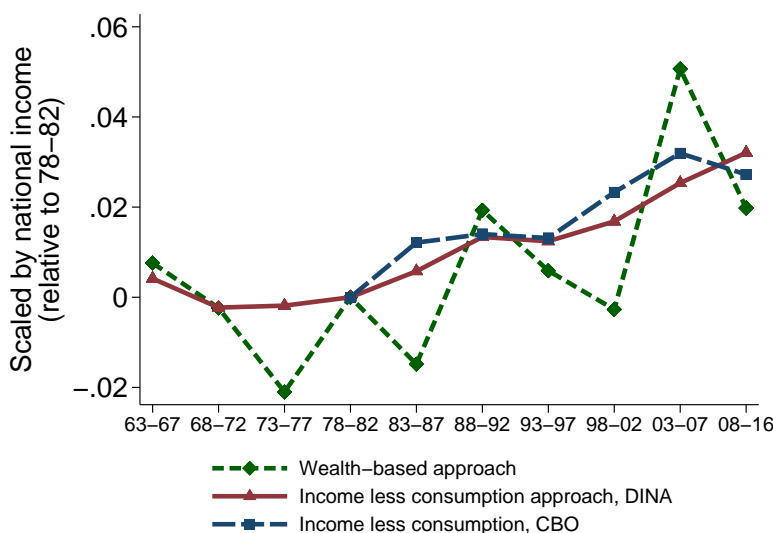 Scaled by national income
(relative to 78–82)
.06
.04
.02
0
–.02
63–67 68–72 73–77 78–82 83–87 88–92 93–97 98–02 03–07 08–16
Wealth–based approach
Income less consumption approach, DINA
Income less consumption, CBO